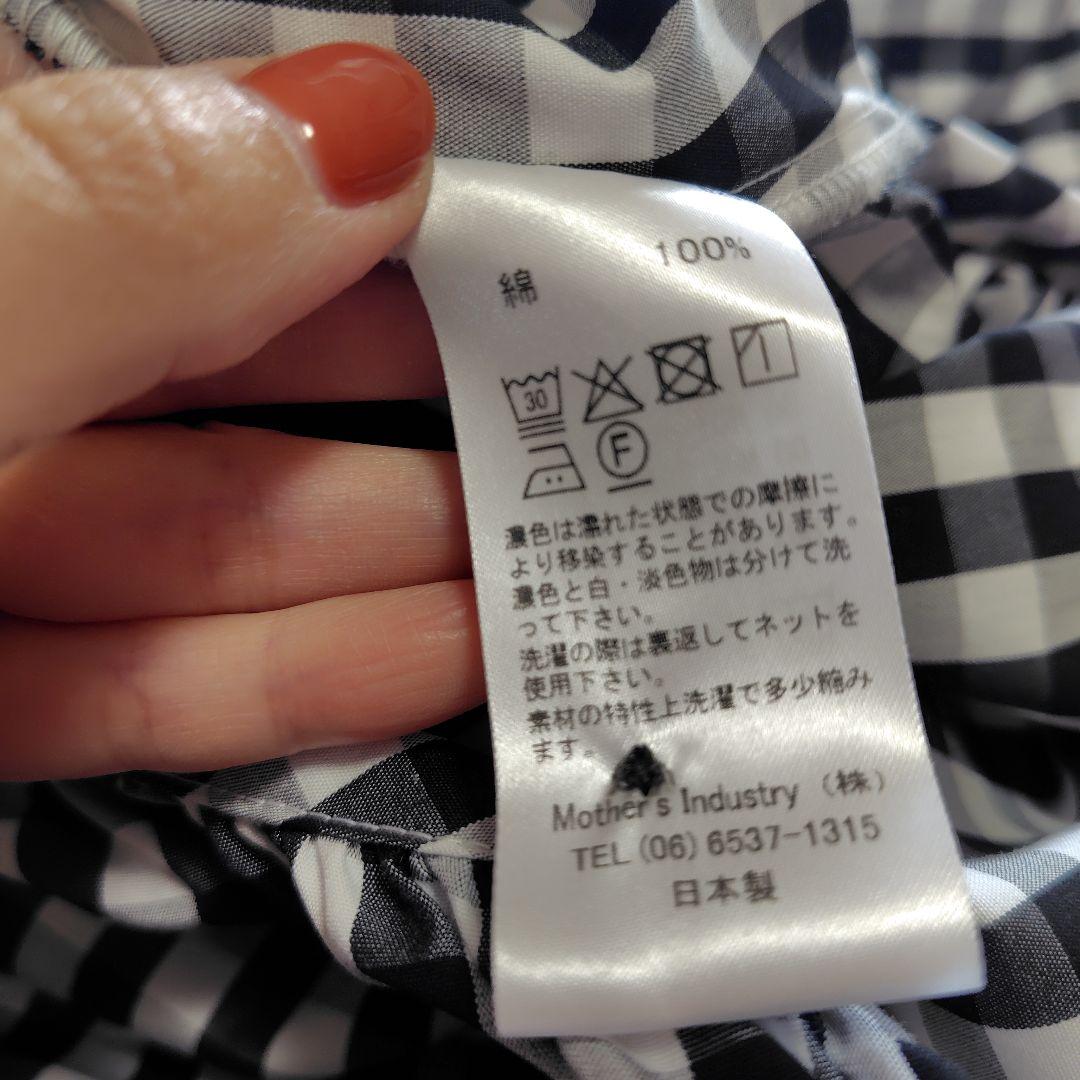 綿 100%
30
F
濃色は濡れた状態での摩擦に
より移染することがあります。
濃色と白・淡色物は分けて洗
って下さい。
洗濯の際は裏返してネットを
使用下さい。
素材の特性上洗濯で多少縮み
ます。
Mother's Industry (株)
TEL (06) 6537-1315
日本製